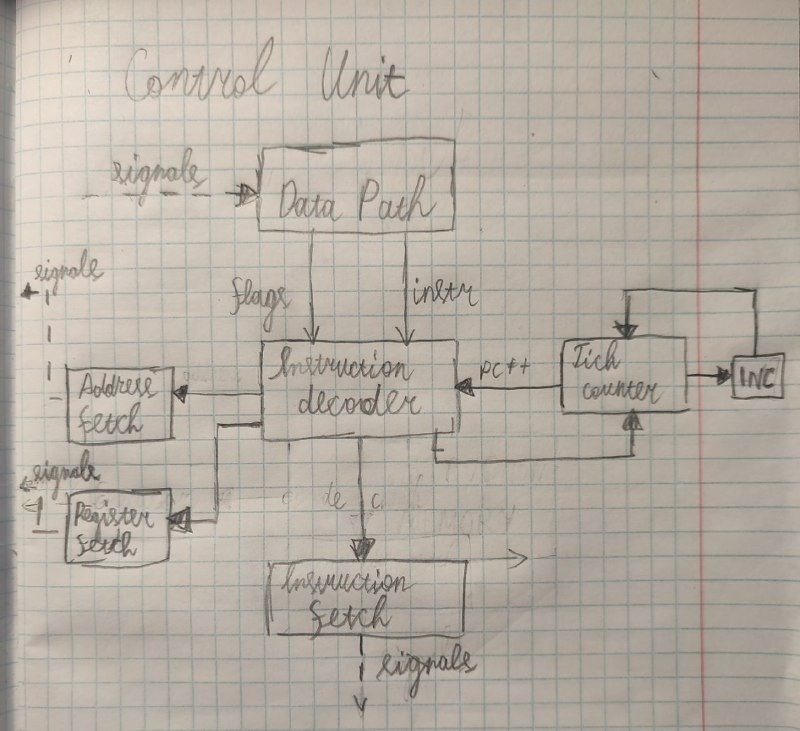 Control Unit
signals
Data Path
signals
flags
instr
Instruction
decoder
pc++
Tick
counter
INC
Address
fetch
signals
Register
fetch
de c
Instruction
fetch
signals